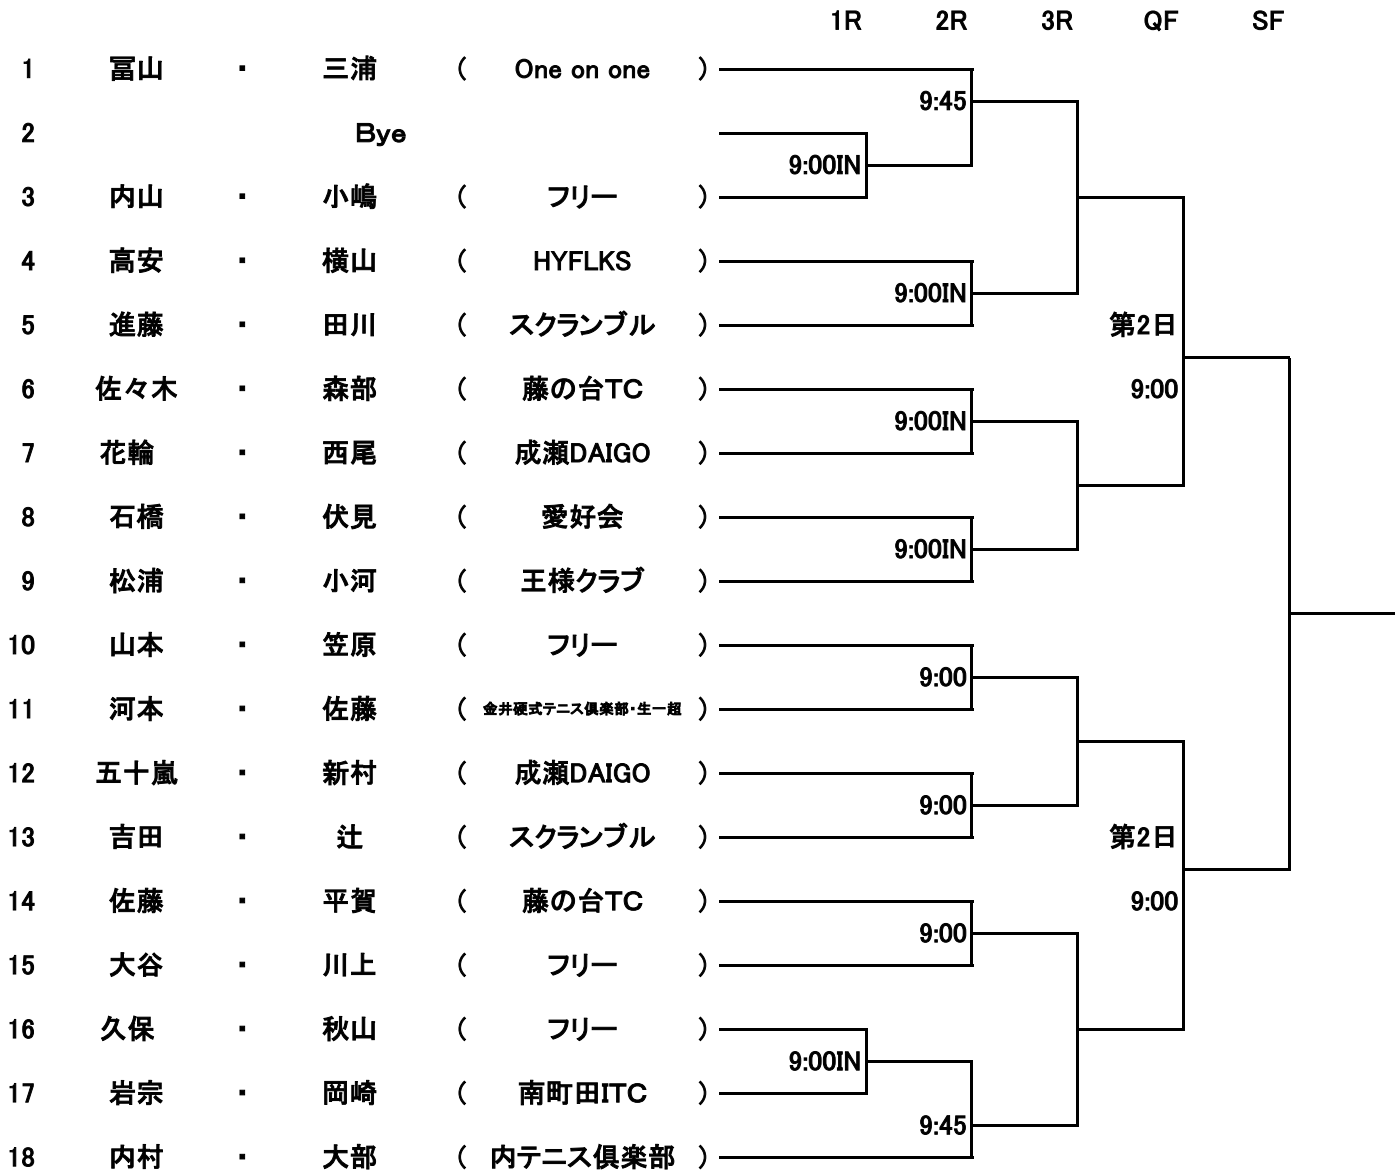 1R 2R 3R QF SF
1 冨山 ・ 三浦 ( One on one )
9:45
2 Bye
9:00IN
3 内山 ・ 小嶋 ( フリー )
4 高安 ・ 横山 ( HYFLKS )
9:00IN
5 進藤 ・ 田川 ( スクランブル ) 第2日
6 佐々木 ・ 森部 ( 藤の台TC ) 9:00
9:00IN
7 花輪 ・ 西尾 ( 成瀬DAIGO )
8 石橋 ・ 伏見 ( 愛好会 )
9:00IN
9 松浦 ・ 小河 ( 王様クラブ )
10 山本 ・ 笠原 ( フリー )
9:00
11 河本 ・ 佐藤 ( 金井硬式テニス倶楽部・生一超 )
12 五十嵐 ・ 新村 ( 成瀬DAIGO )
9:00
13 吉田 ・ 辻 ( スクランブル ) 第2日
14 佐藤 ・ 平賀 ( 藤の台TC ) 9:00
9:00
15 大谷 ・ 川上 ( フリー )
16 久保 ・ 秋山 ( フリー )
9:00IN
17 岩宗 ・ 岡崎 ( 南町田ITC )
9:45
18 内村 ・ 大部 ( 内テニス倶楽部 )